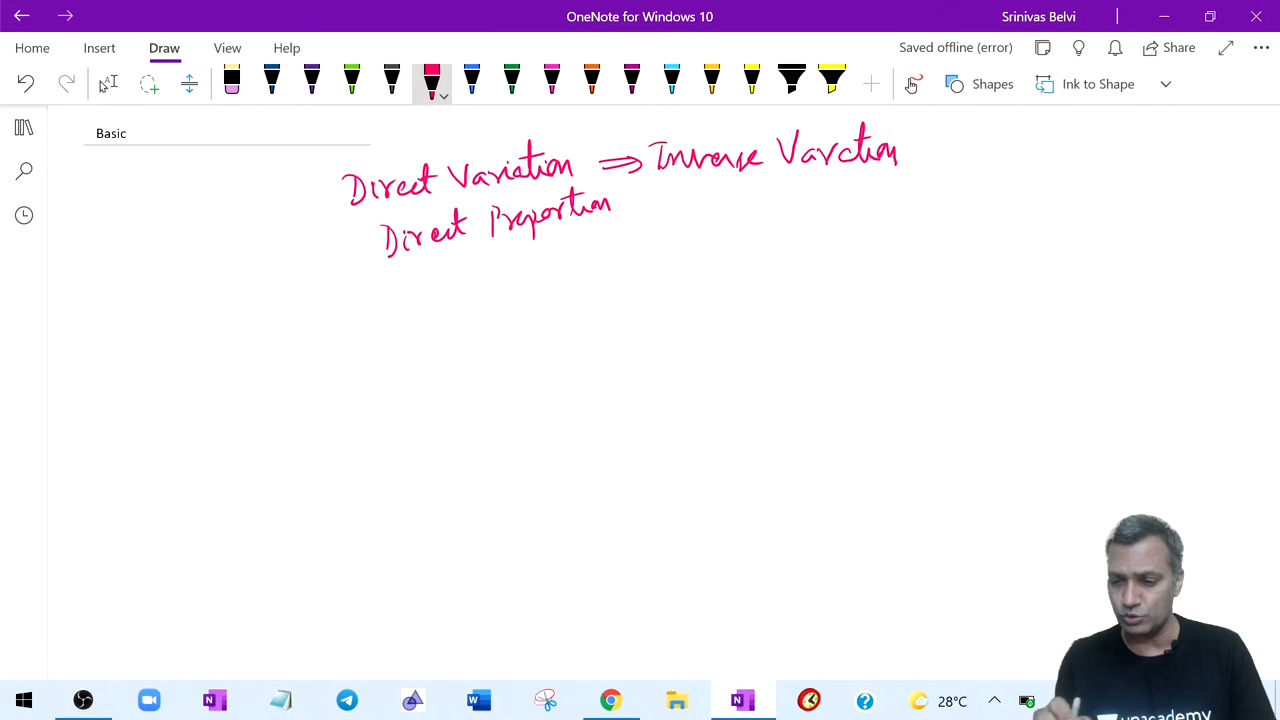 OneNote for Windows 10
Srinivas Belvi
Home Insert Draw View Help
Saved offline (error)
Share
Shapes
Ink to Shape
Basic
Direct Variation ⇒ Inverse Varction
Direct Proportion
28°C
unacademy